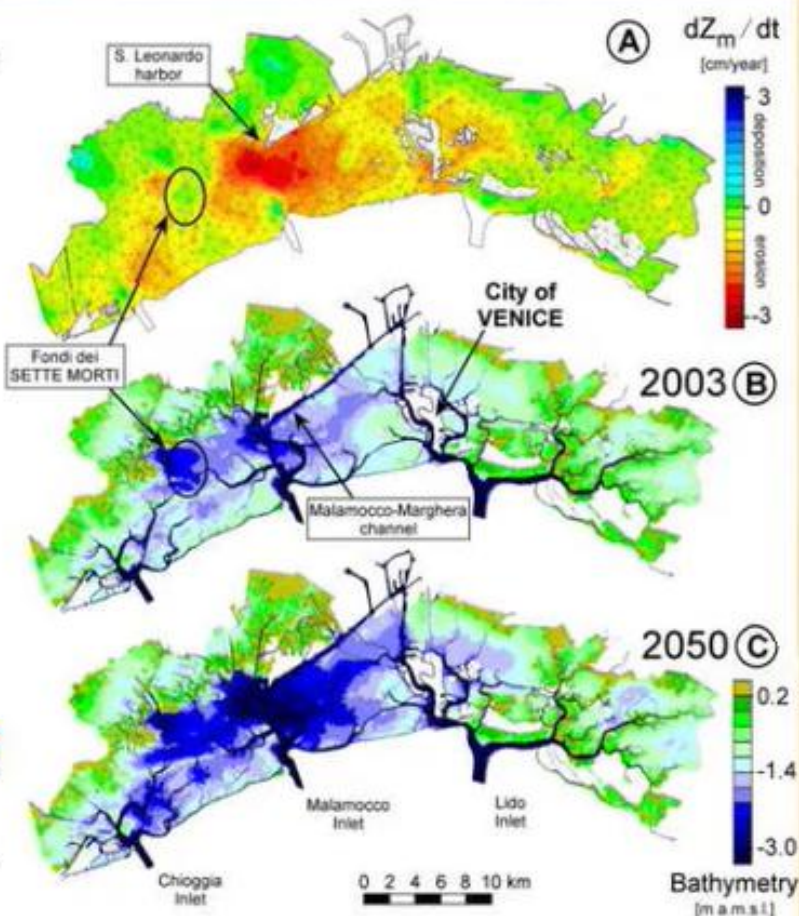 A
dZm/dt
[cm/year]
3
deposition
0
erosion
-3
S. Leonardo
harbor
Fondi dei
SETTE MORTI
City of
VENICE
2003 B
Malamocco-Marghera
channel
2050 C
0.2
-1.4
-3.0
Bathymetry
[m a.m.s.l.]
Malamocco
Inlet
Lido
Inlet
Chioggia
Inlet
0 2 4 6 8 10 km